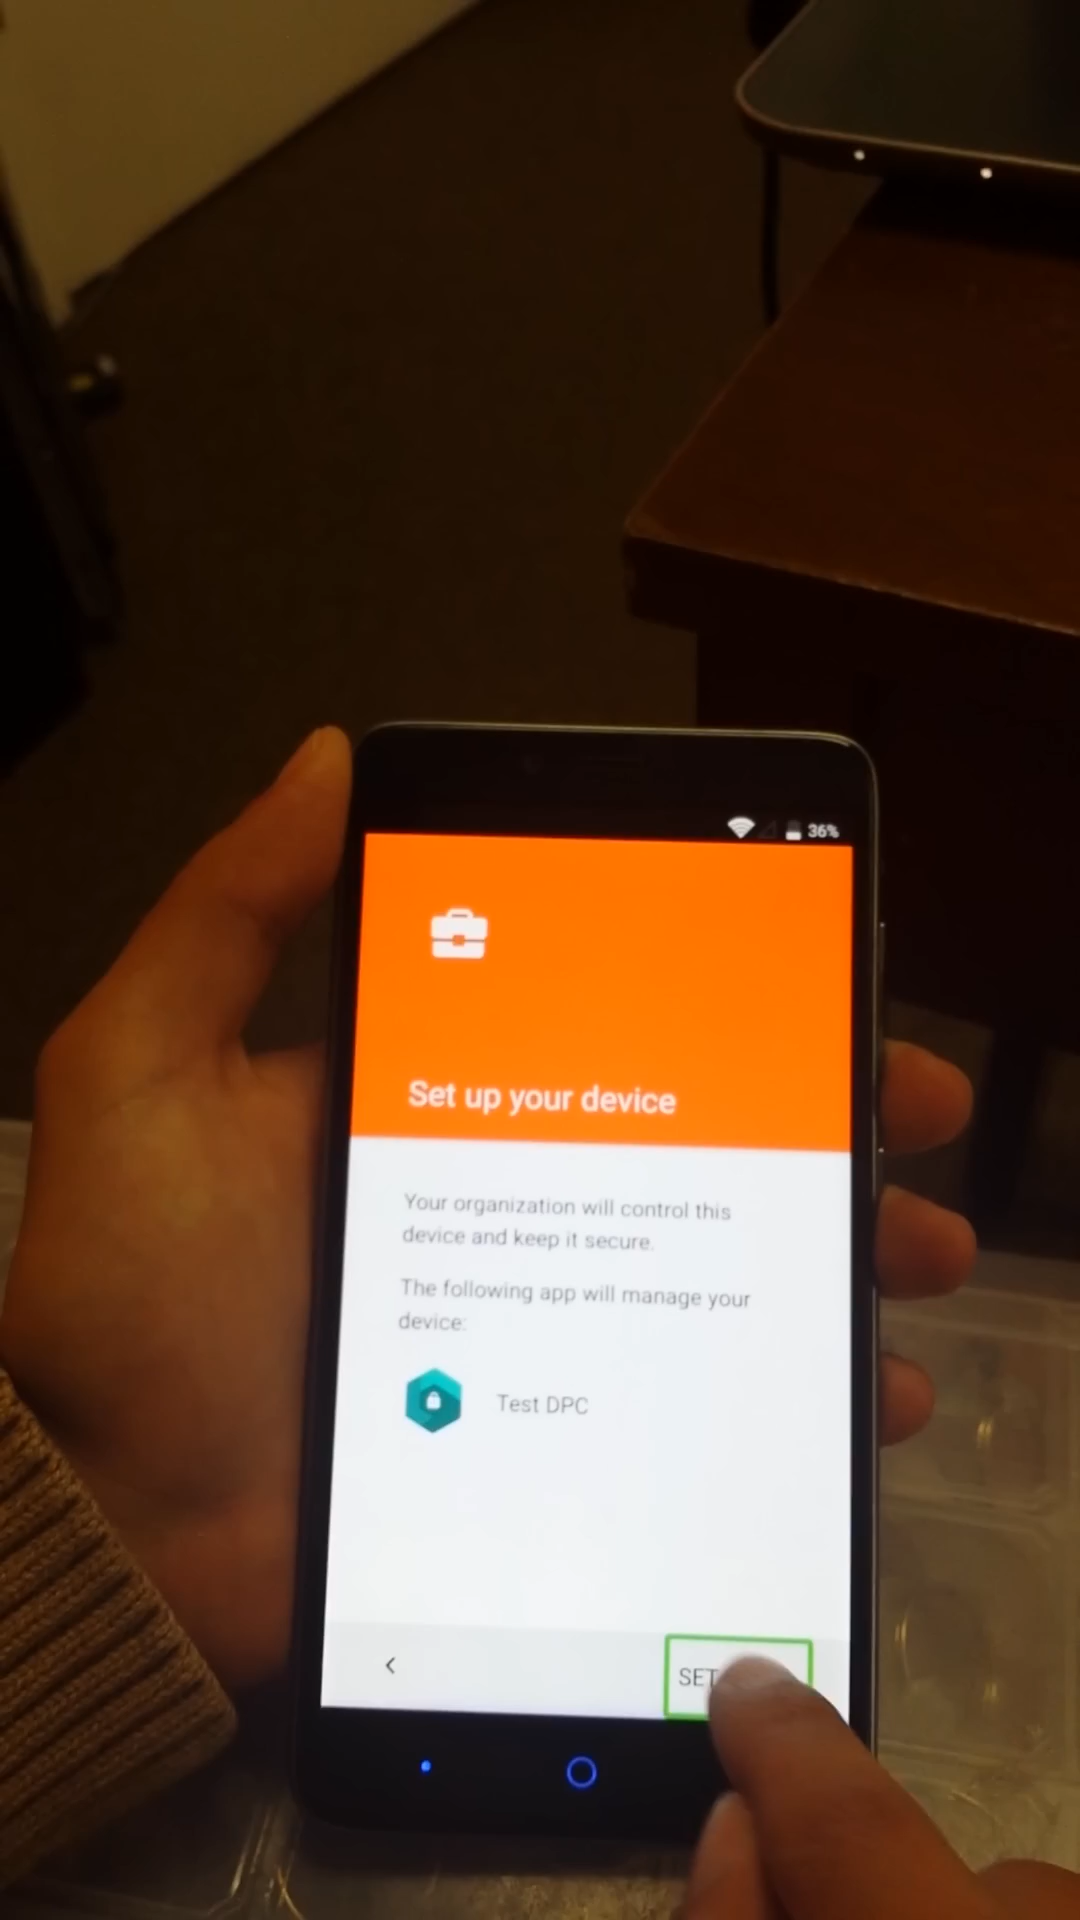 36%
Set up your device
Your organization will control this
device and keep it secure.
The following app will manage your
device:
Test DPC
SET